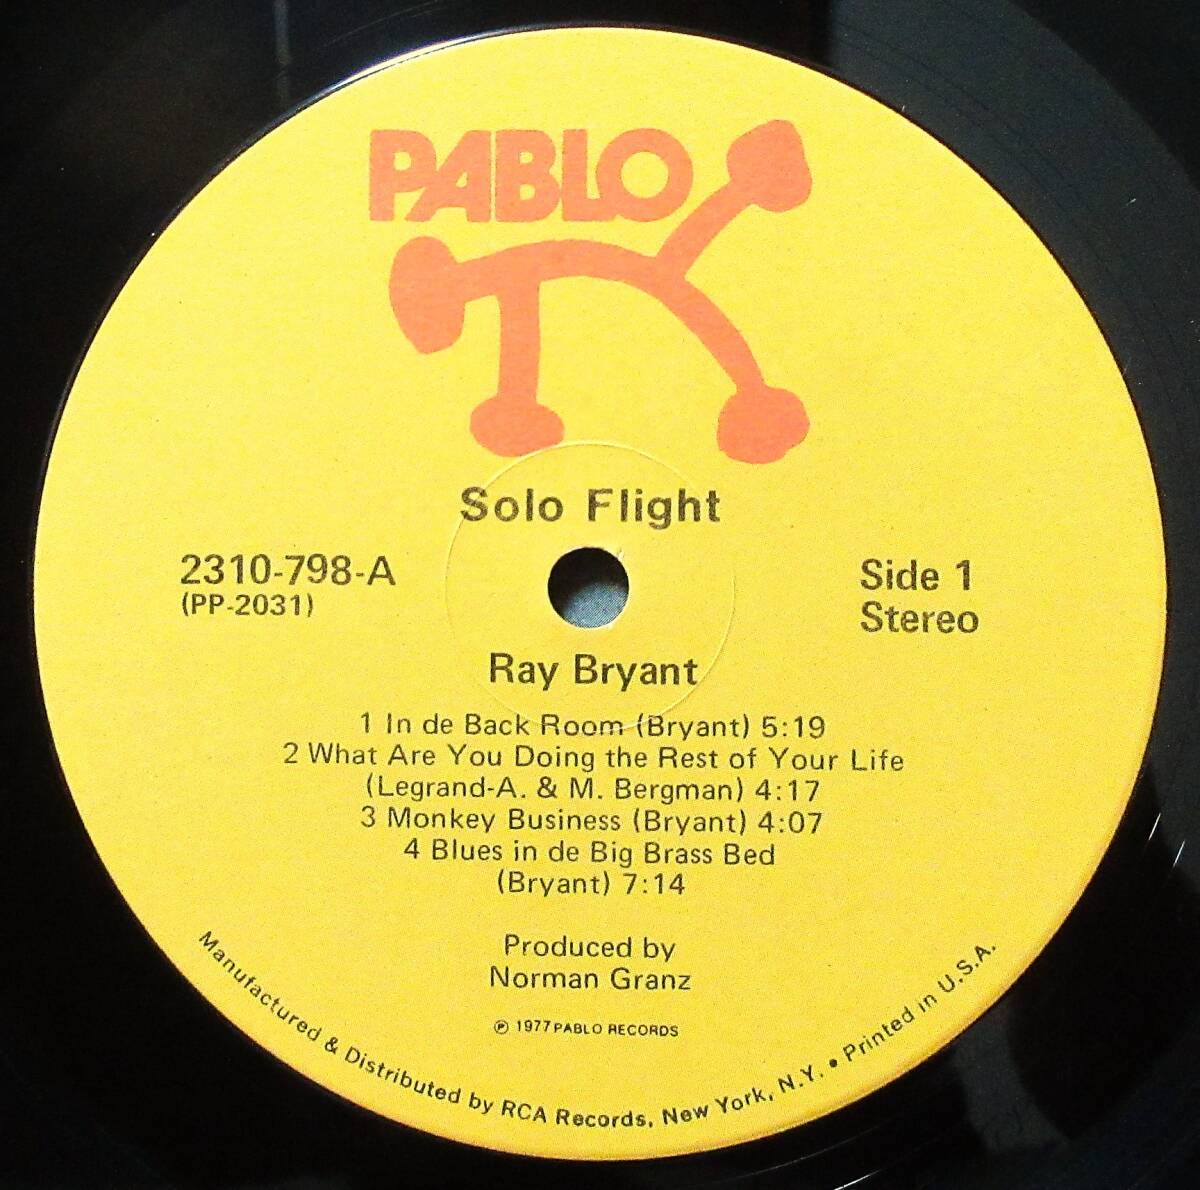 PABLO
Solo Flight
2310-798-A
(PP-2031)
Side 1
Stereo
Ray Bryant
1 In de Back Room (Bryant) 5:19
2 What Are You Doing the Rest of Your Life
(Legrand-A. & M. Bergman) 4:17
3 Monkey Business (Bryant) 4:07
4 Blues in de Big Brass Bed
(Bryant) 7:14
Produced by
Norman Granz
℗ 1977 PABLO RECORDS
Manufactured & Distributed by RCA Records, New York, N.Y. • Printed in U.S.A.